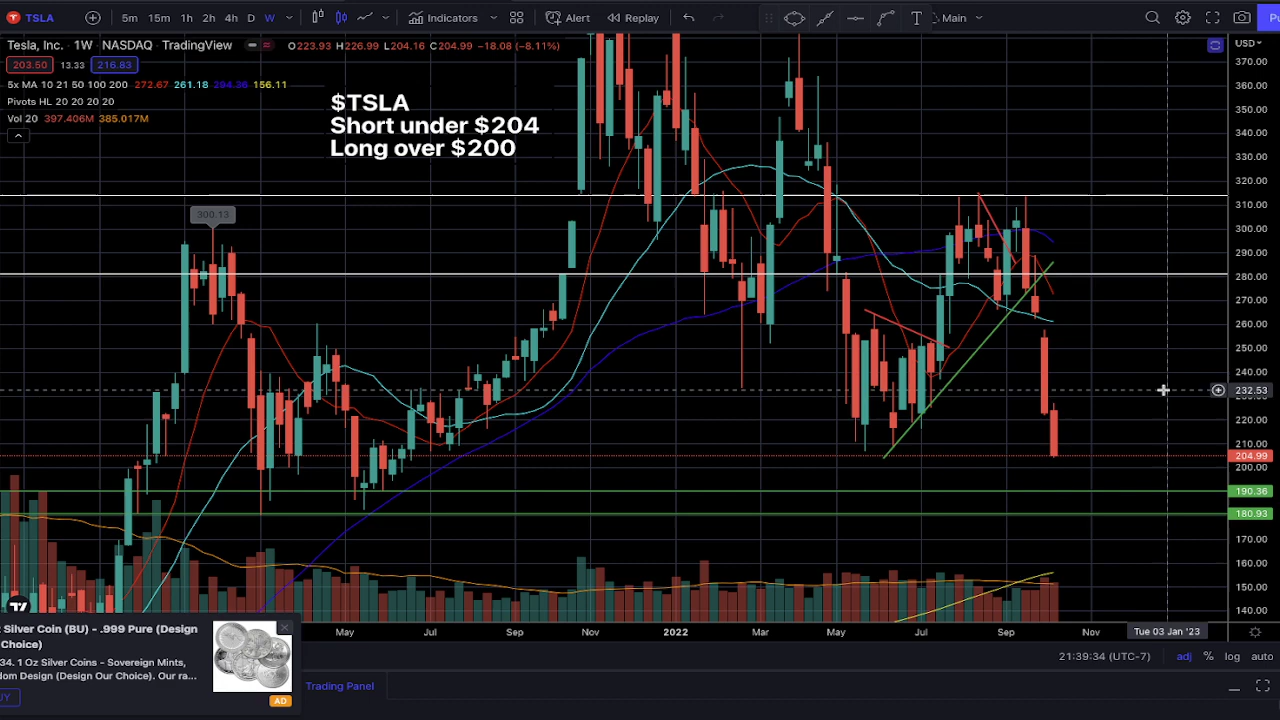 TSLA 5m 15m 1h 2h 4h D W Indicators Alert Replay T Main
Tesla, Inc. · 1W · NASDAQ · TradingView O223.93 H226.99 L204.16 C204.99 -18.08 (-8.11%) USD
203.50 13.33 216.83
5x MA 10 21 50 100 200 272.67 261.18 294.36 156.11
Pivots HL 20 20 20 20
Vol 20 397.406M 385.017M
$TSLA
Short under $204
Long over $200
300.13
370.00
360.00
350.00
340.00
330.00
320.00
310.00
300.00
290.00
280.00
270.00
260.00
250.00
240.00
232.53
220.00
210.00
204.99
200.00
190.36
180.93
170.00
160.00
150.00
140.00
May Jul Sep Nov 2022 Mar May Jul Sep Nov Tue 03 Jan '23
21:39:34 (UTC-7) adj % log auto
Silver Coin (BU) - .999 Pure (Design
Choice)
34. 1 Oz Silver Coins - Sovereign Mints,
dom Design (Design Our Choice). Our ra...
AD
Trading Panel